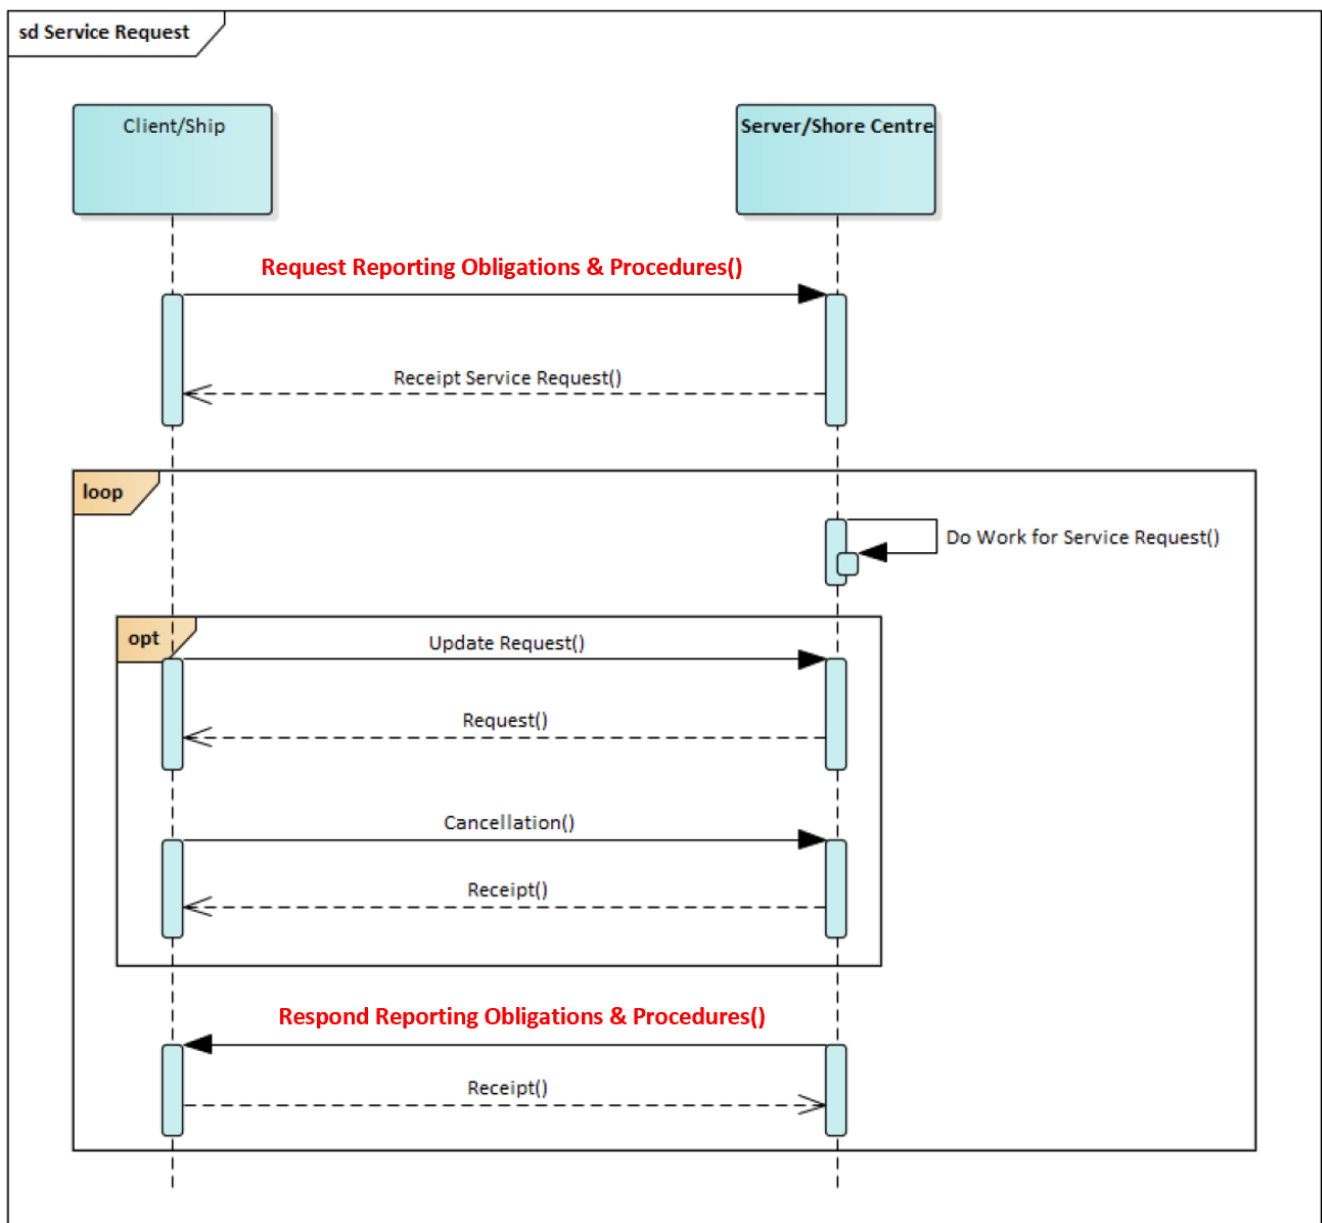 sd Service Request
Client/Ship
Server/Shore Centre
Request Reporting Obligations & Procedures()
Receipt Service Request()
loop
Do Work for Service Request()
opt
Update Request()
Request()
Cancellation()
Receipt()
Respond Reporting Obligations & Procedures()
Receipt()